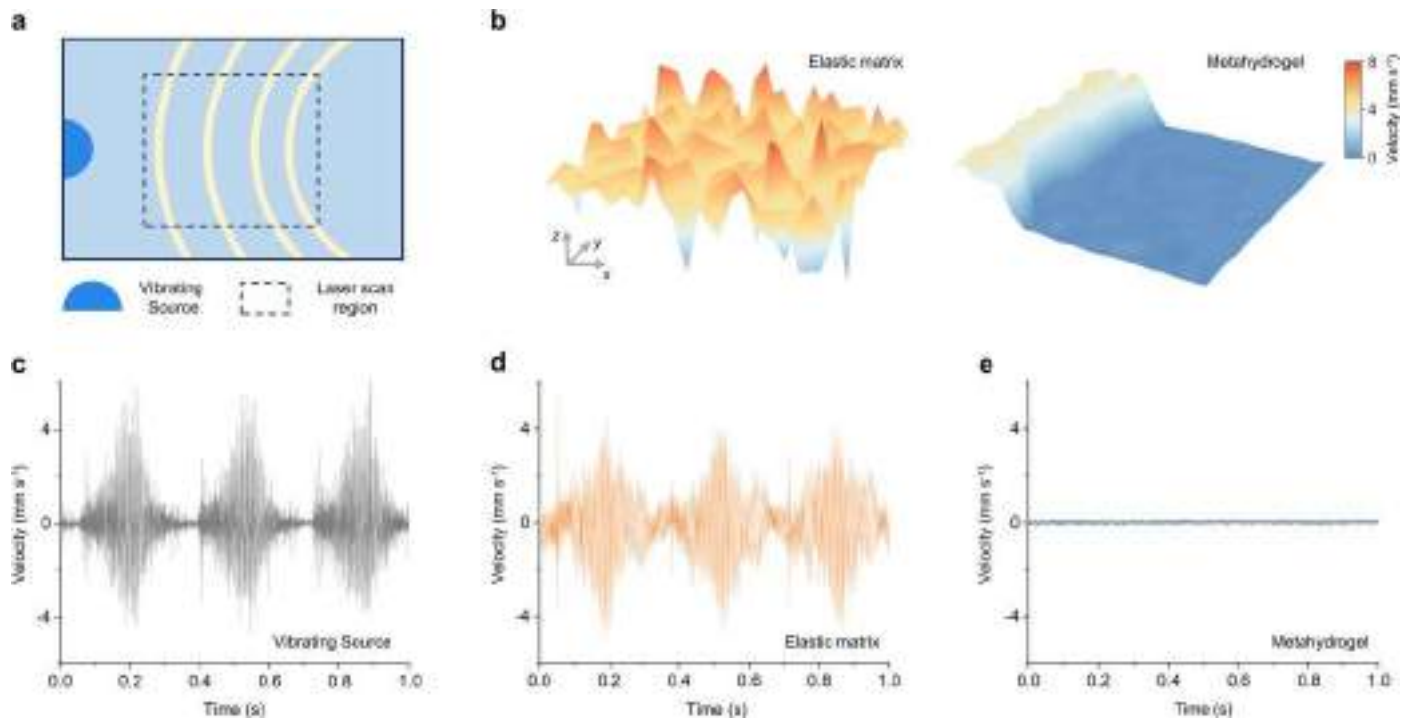 a
Vibrating
Source
Laser scan
region
b
Elastic matrix
Metahydrogel
8
4
0
Velocity (mm s⁻¹)
z
y
x
c
4
0
-4
Velocity (mm s⁻¹)
Vibrating Source
0.0 0.2 0.4 0.6 0.8 1.0
Time (s)
d
4
0
-4
Velocity (mm s⁻¹)
Elastic matrix
0.0 0.2 0.4 0.6 0.8 1.0
Time (s)
e
4
0
-4
Velocity (mm s⁻¹)
Metahydrogel
0.0 0.2 0.4 0.6 0.8 1.0
Time (s)